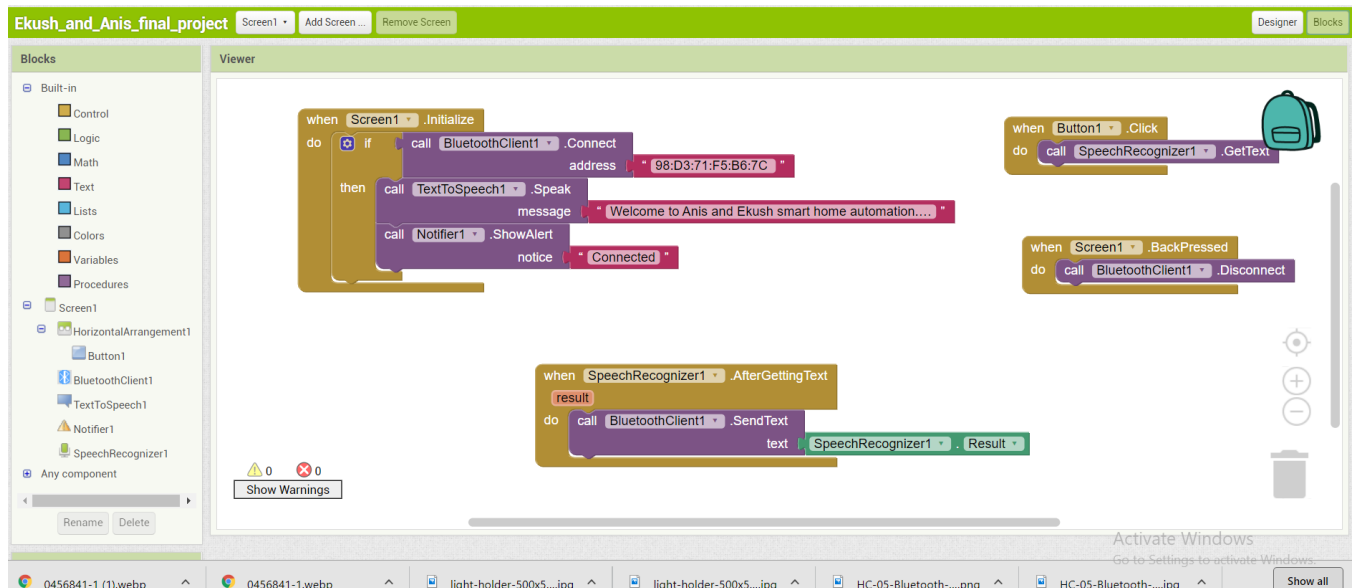 Ekush_and_Anis_final_project Screen1 Add Screen ... Remove Screen Designer Blocks
Blocks
Viewer
Built-in
Control
Logic
Math
Text
Lists
Colors
Variables
Procedures
Screen1
HorizontalArrangement1
Button1
BluetoothClient1
TextToSpeech1
Notifier1
SpeechRecognizer1
Any component
Rename Delete
when Screen1 .Initialize
do if call BluetoothClient1 .Connect
address " 98:D3:71:F5:B6:7C "
then call TextToSpeech1 .Speak
message " Welcome to Anis and Ekush smart home automation.... "
call Notifier1 .ShowAlert
notice " Connected "
when Button1 .Click
do call SpeechRecognizer1 .GetText
when Screen1 .BackPressed
do call BluetoothClient1 .Disconnect
when SpeechRecognizer1 .AfterGettingText
result
do call BluetoothClient1 .SendText
text SpeechRecognizer1 . Result
0 0
Show Warnings
Activate Windows
Go to Settings to activate Windows.
0456841-1 (1).webp 0456841-1.webp light-holder-500x5....jpg light-holder-500x5....jpg HC-05-Bluetooth-....png HC-05-Bluetooth-....jpg Show all